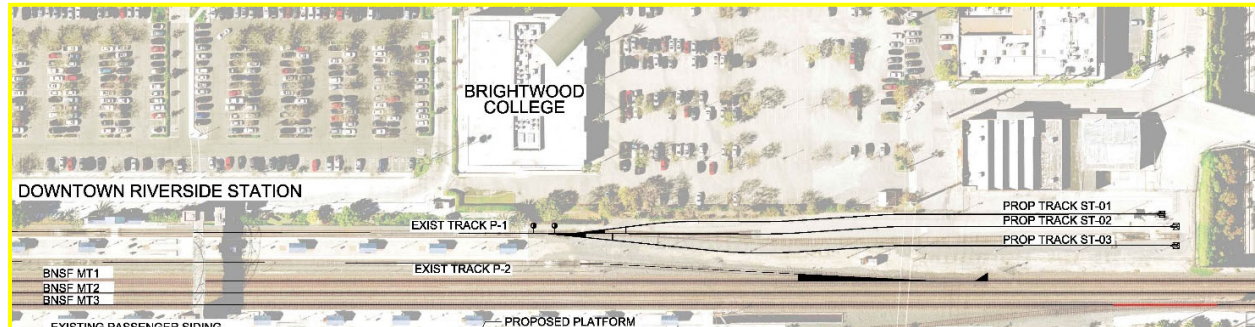 BRIGHTWOOD
COLLEGE
DOWNTOWN RIVERSIDE STATION
PROP TRACK ST-01
EXIST TRACK P-1
PROP TRACK ST-02
PROP TRACK ST-03
EXIST TRACK P-2
BNSF MT1
BNSF MT2
BNSF MT3
EXISTING PASSENGER SIDING
PROPOSED PLATFORM